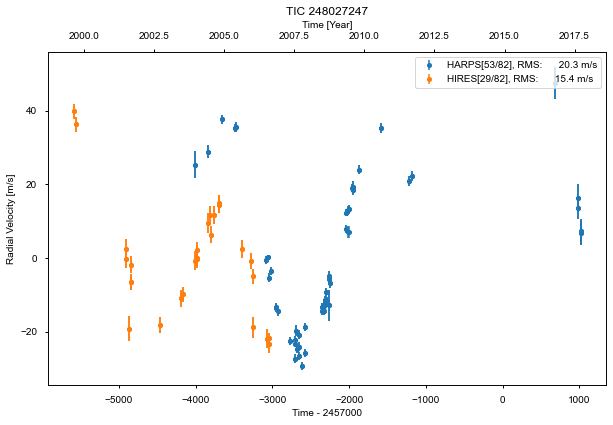 TIC 248027247
Time [Year]
2000.0 2002.5 2005.0 2007.5 2010.0 2012.5 2015.0 2017.5
HARPS[53/82], RMS: 20.3 m/s
HIRES[29/82], RMS: 15.4 m/s
Radial Velocity [m/s]
40
20
0
−20
−5000 −4000 −3000 −2000 −1000 0 1000
Time - 2457000